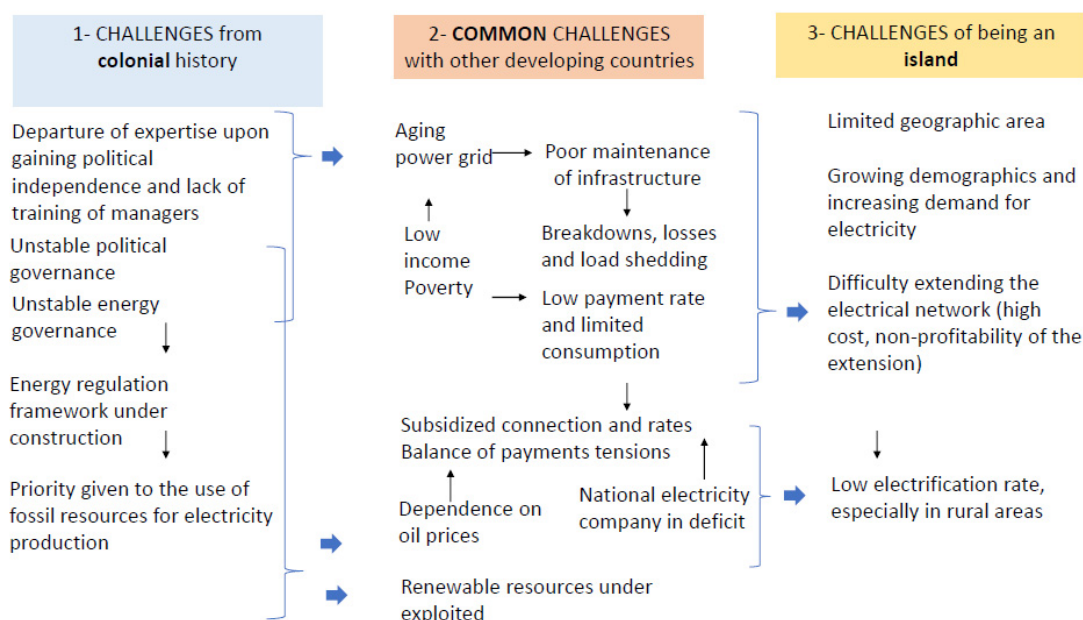 1- CHALLENGES from
colonial history
2- COMMON CHALLENGES
with other developing countries
3- CHALLENGES of being an
island
Departure of expertise upon
gaining political
independence and lack of
training of managers
Unstable political
governance
Unstable energy
governance
Energy regulation
framework under
construction
Priority given to the use of
fossil resources for electricity
production
Aging
power grid
Poor maintenance
of infrastructure
Low
income
Poverty
Breakdowns, losses
and load shedding
Low payment rate
and limited
consumption
Subsidized connection and rates
Balance of payments tensions
Dependence on
oil prices
National electricity
company in deficit
Renewable resources under
exploited
Limited geographic area
Growing demographics and
increasing demand for
electricity
Difficulty extending the
electrical network (high
cost, non-profitability of the
extension)
Low electrification rate,
especially in rural areas